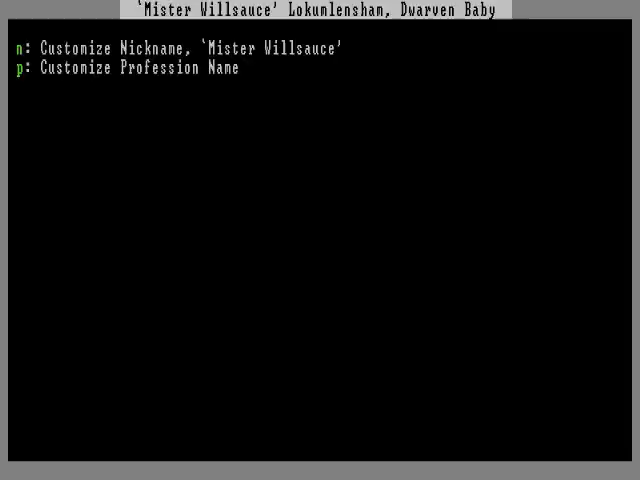 `Mister Willsauce' Lokumlensham, Dwarven Baby
n: Customize Nickname, `Mister Willsauce'
p: Customize Profession Name